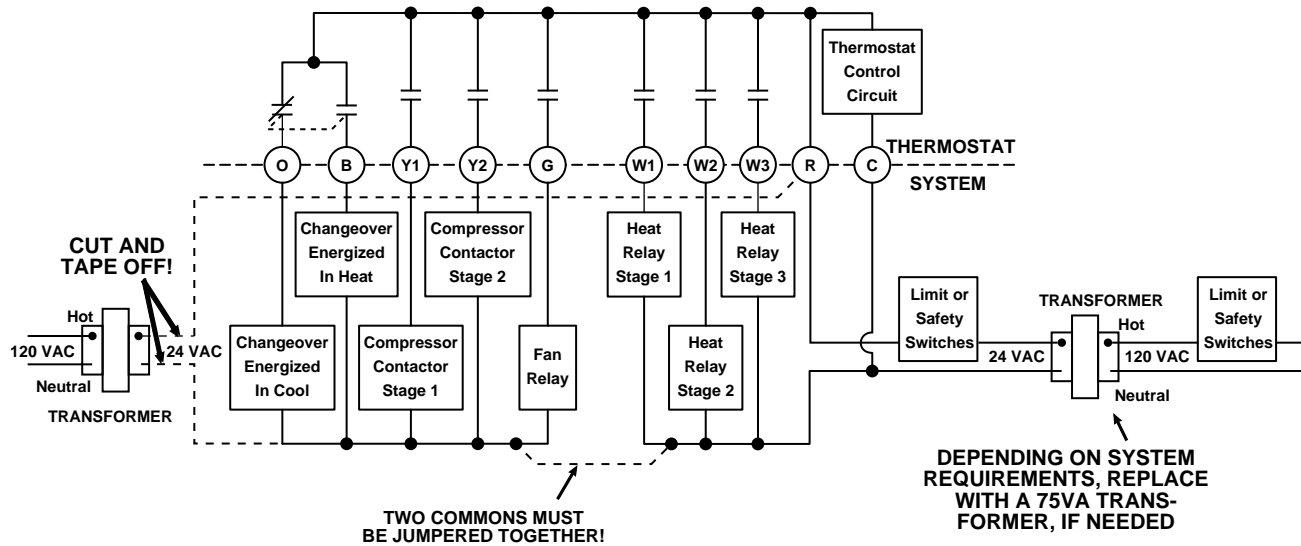 Thermostat
Control
Circuit
O
B
Y1
Y2
G
W1
W2
W3
R
C
THERMOSTAT
SYSTEM
CUT AND
TAPE OFF!
Hot
120 VAC
24 VAC
Neutral
TRANSFORMER
Changeover
Energized
In Cool
Changeover
Energized
In Heat
Compressor
Contactor
Stage 1
Compressor
Contactor
Stage 2
Fan
Relay
Heat
Relay
Stage 1
Heat
Relay
Stage 2
Heat
Relay
Stage 3
Limit or
Safety
Switches
TRANSFORMER
Hot
24 VAC
120 VAC
Neutral
Limit or
Safety
Switches
TWO COMMONS MUST
BE JUMPERED TOGETHER!
DEPENDING ON SYSTEM
REQUIREMENTS, REPLACE
WITH A 75VA TRANS-
FORMER, IF NEEDED